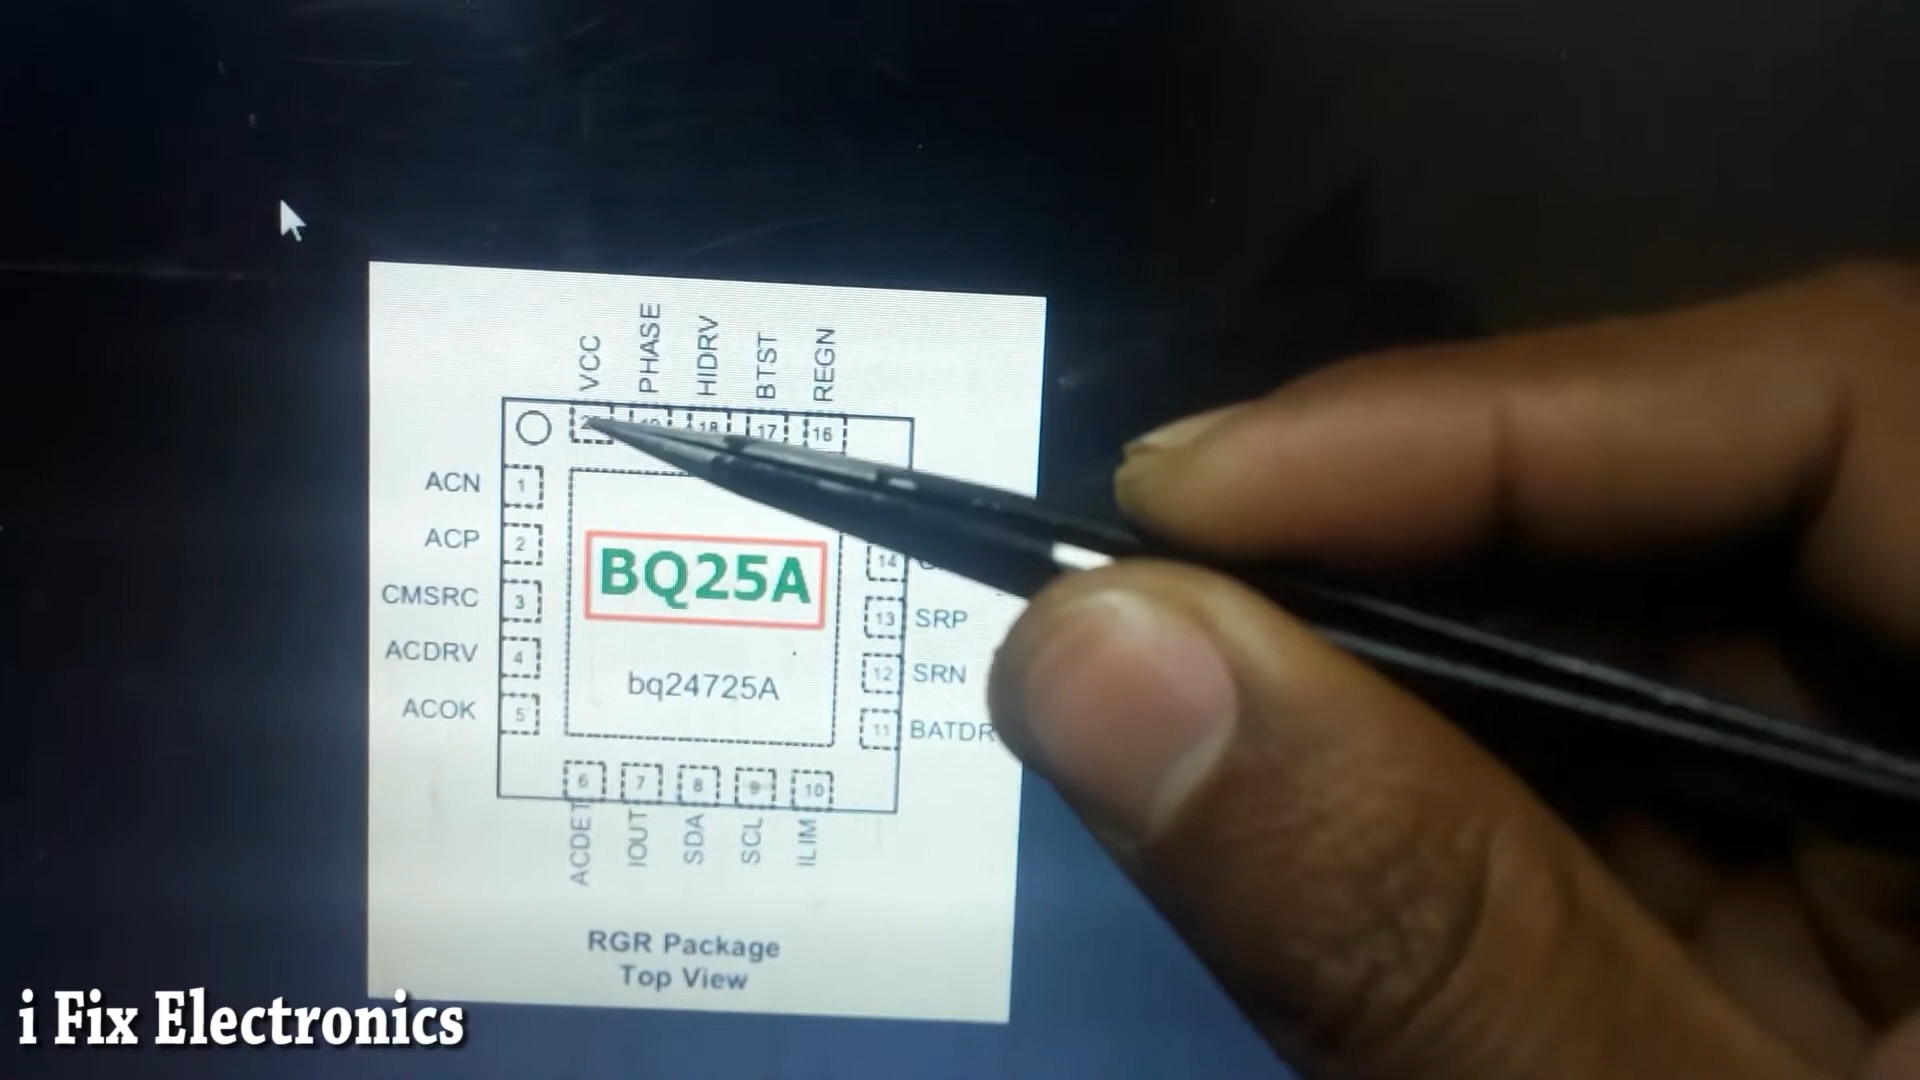 VCC PHASE HIDRV BTST REGN
18 17 16
ACN 1
ACP 2
CMSRC 3
ACDRV 4
ACOK 5
BQ25A
bq24725A
14
13 SRP
12 SRN
11 BATDR
6 7 8 9 10
ACDET IOUT SDA SCL ILIM
RGR Package
Top View
i Fix Electronics